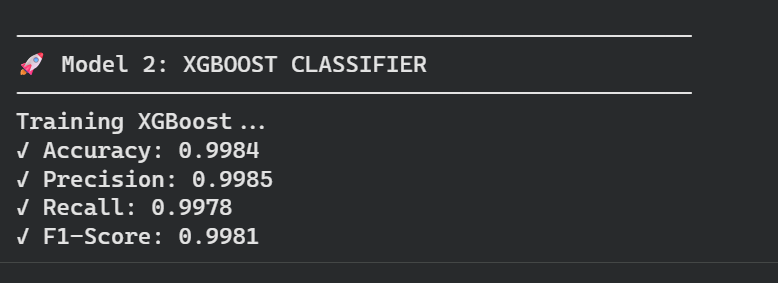 🚀 Model 2: XGBOOST CLASSIFIER
Training XGBoost...
✓ Accuracy: 0.9984
✓ Precision: 0.9985
✓ Recall: 0.9978
✓ F1-Score: 0.9981